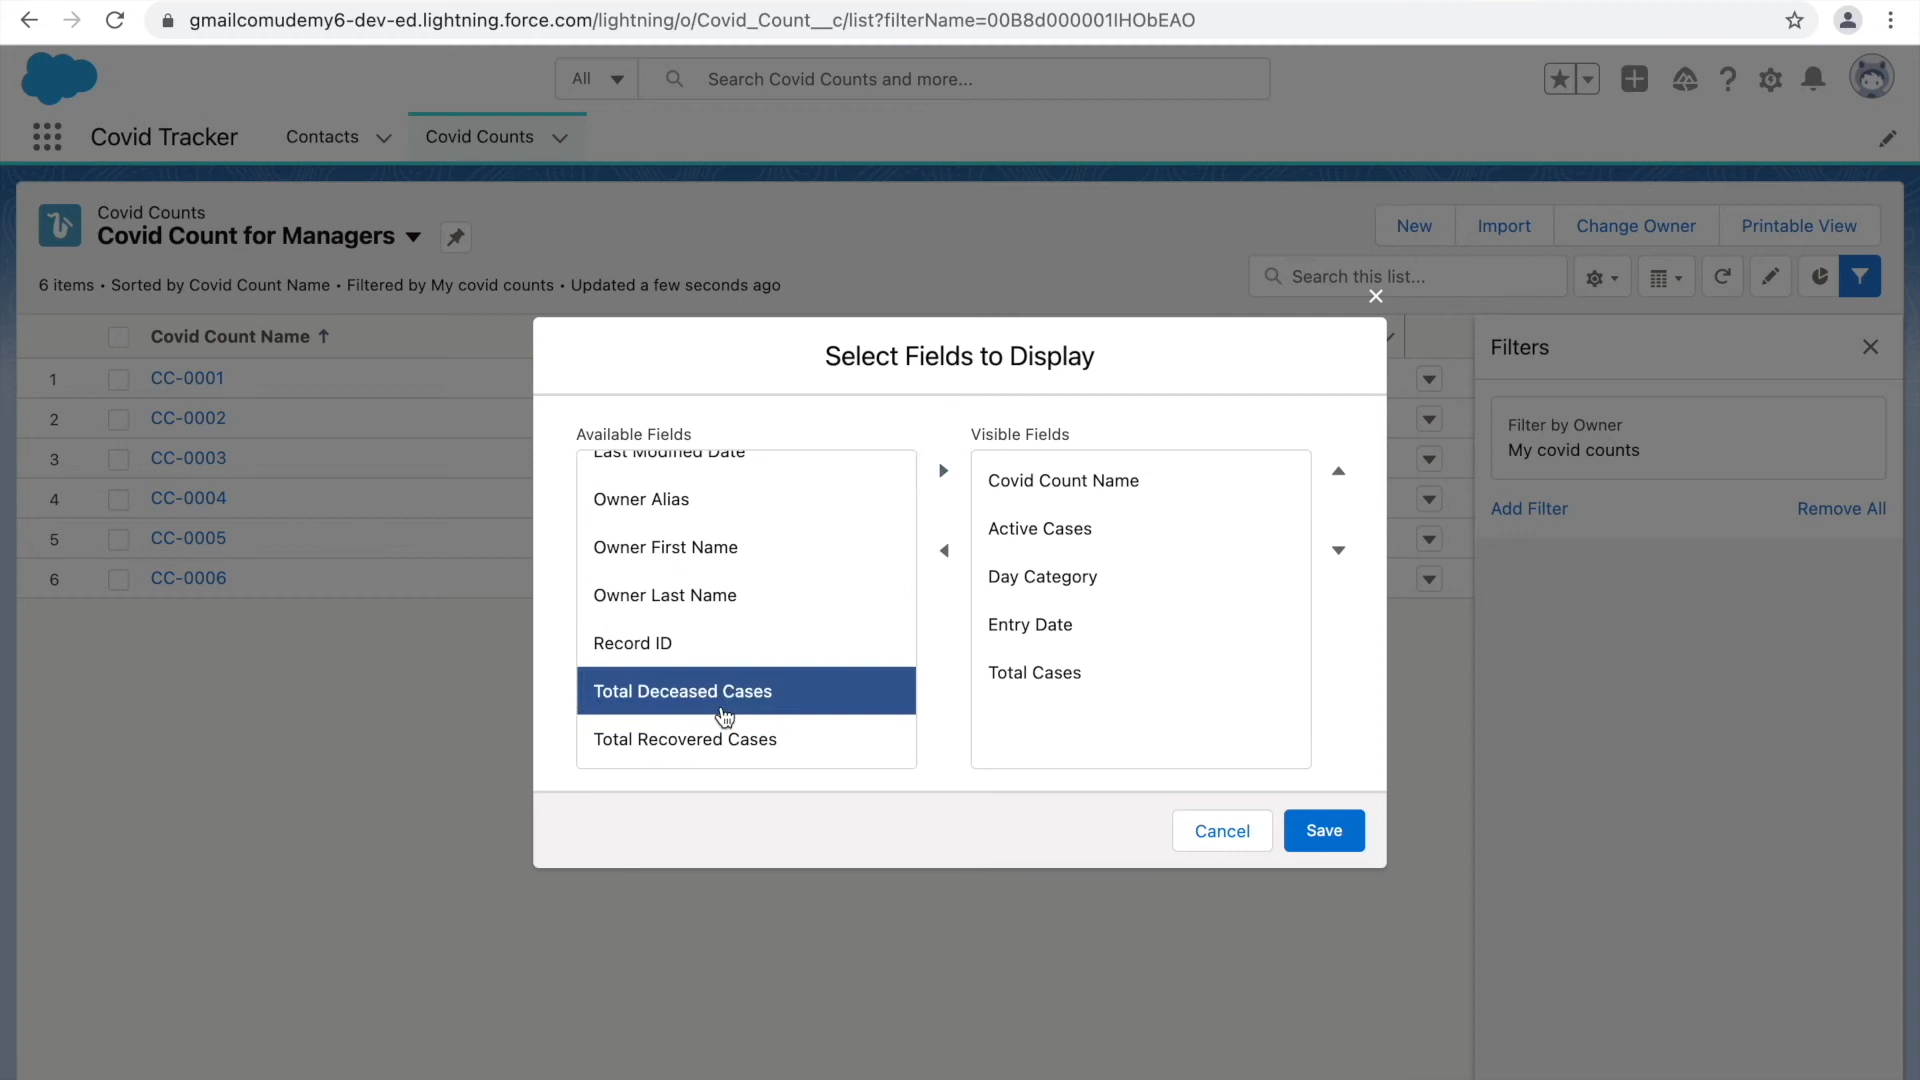 gmailcomudemy6-dev-ed.lightning.force.com/lightning/o/Covid_Count__c/list?filterName=00B8d000001IHObEAO
All
Search Covid Counts and more...
Covid Tracker
Contacts
Covid Counts
Covid Counts
Covid Count for Managers
New
Import
Change Owner
Printable View
6 items • Sorted by Covid Count Name • Filtered by My covid counts • Updated a few seconds ago
Search this list...
Covid Count Name
1 CC-0001
2 CC-0002
3 CC-0003
4 CC-0004
5 CC-0005
6 CC-0006
Select Fields to Display
Available Fields
Last Modified Date
Owner Alias
Owner First Name
Owner Last Name
Record ID
Total Deceased Cases
Total Recovered Cases
Visible Fields
Covid Count Name
Active Cases
Day Category
Entry Date
Total Cases
Cancel
Save
Filters
Filter by Owner
My covid counts
Add Filter
Remove All